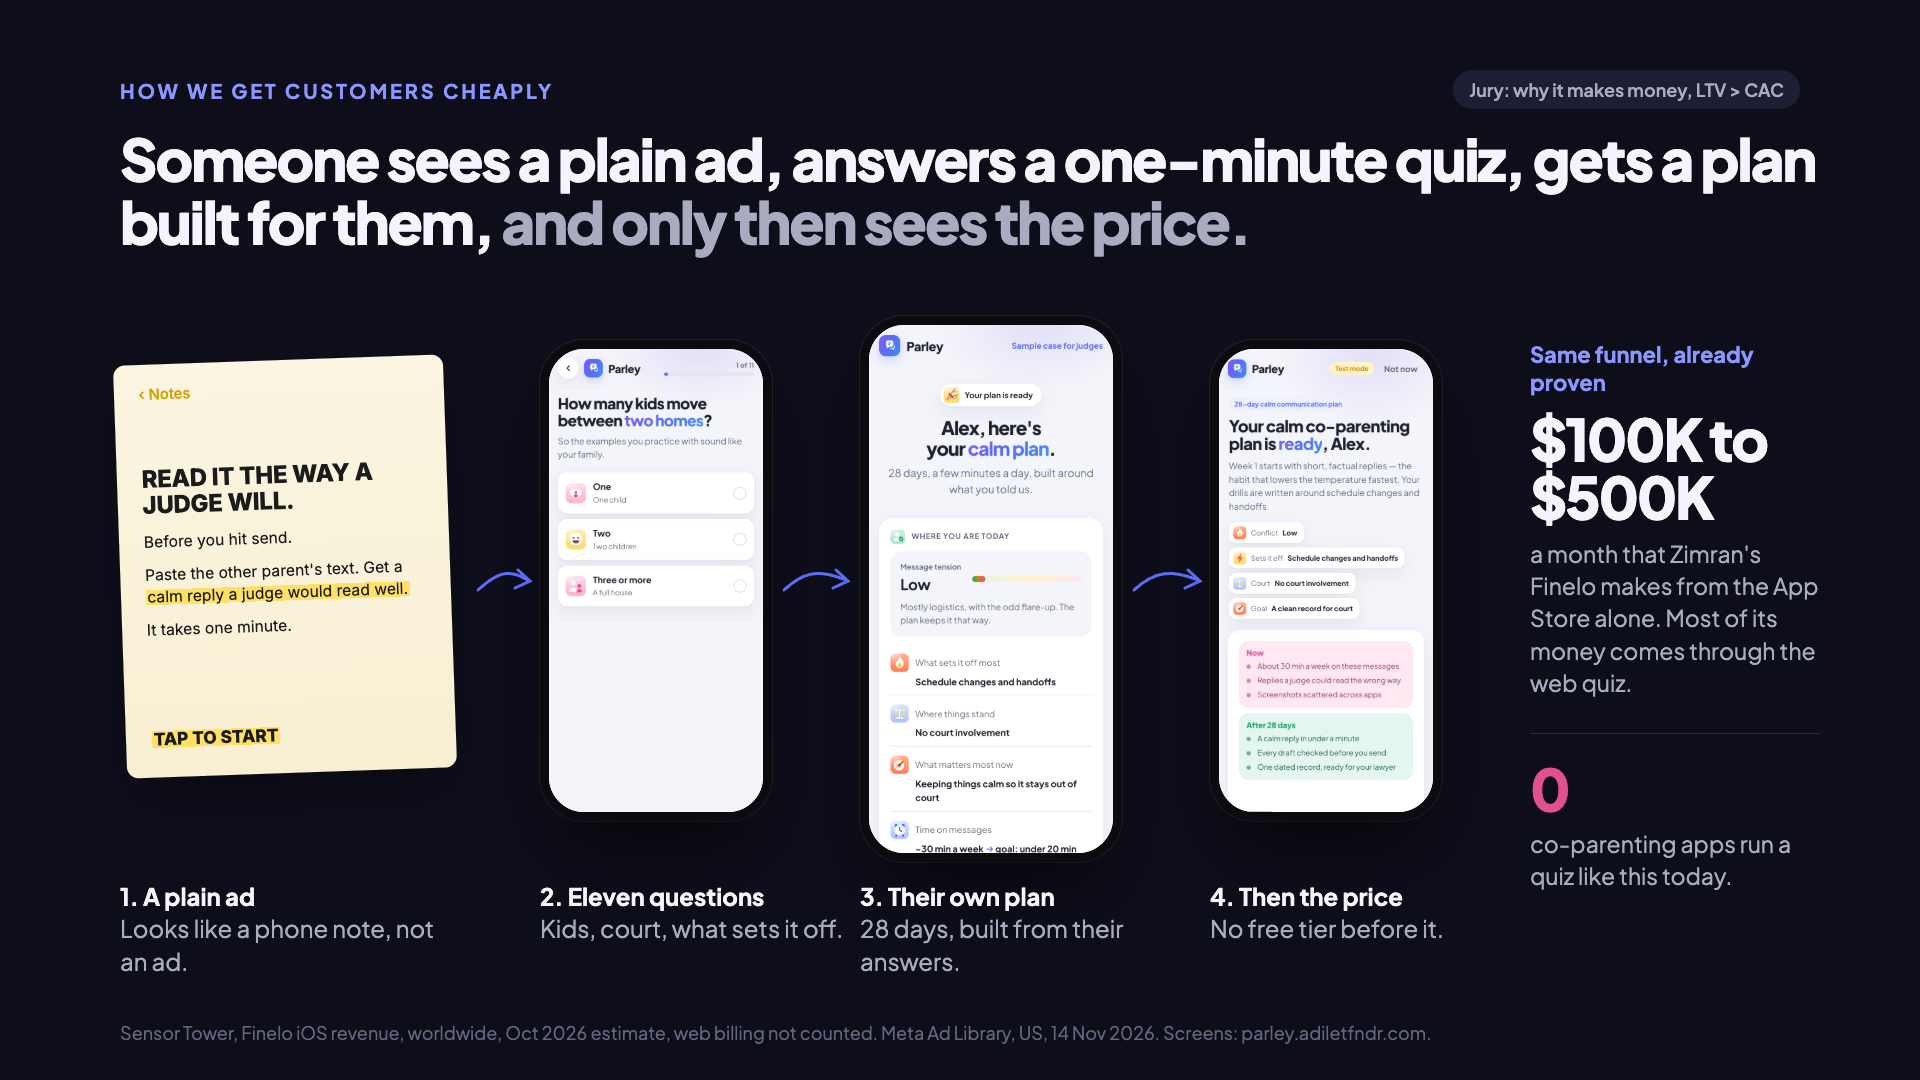 HOW WE GET CUSTOMERS CHEAPLY
Jury: why it makes money, LTV > CAC
Someone sees a plain ad, answers a one-minute quiz, gets a plan
built for them, and only then sees the price.
‹ Notes
READ IT THE WAY A
JUDGE WILL.
Before you hit send.
Paste the other parent's text. Get a
calm reply a judge would read well.
It takes one minute.
TAP TO START
Parley
1 of 11
How many kids move
between two homes?
So the examples you practice with sound like
your family.
One
One child
Two
Two children
Three or more
A full house
Parley
Sample case for judges
Your plan is ready
Alex, here's
your calm plan.
28 days, a few minutes a day, built around
what you told us.
WHERE YOU ARE TODAY
Message tension
Low
Mostly logistics, with the odd flare-up. The
plan keeps it that way.
What sets it off most
Schedule changes and handoffs
Where things stand
No court involvement
What matters most now
Keeping things calm so it stays out of
court
Time on messages
~30 min a week → goal: under 20 min
Parley
Test mode
Not now
28-day calm communication plan
Your calm co-parenting
plan is ready, Alex.
Week 1 starts with short, factual replies — the
habit that lowers the temperature fastest. Your
drills are written around schedule changes and
handoffs.
Conflict Low
Sets it off Schedule changes and handoffs
Court No court involvement
Goal A clean record for court
Now
About 30 min a week on these messages
Replies a judge could read the wrong way
Screenshots scattered across apps
After 28 days
A calm reply in under a minute
Every draft checked before you send
One dated record, ready for your lawyer
Same funnel, already
proven
$100K to
$500K
a month that Zimran's
Finelo makes from the App
Store alone. Most of its
money comes through the
web quiz.
0
co-parenting apps run a
quiz like this today.
1. A plain ad
Looks like a phone note, not
an ad.
2. Eleven questions
Kids, court, what sets it off.
3. Their own plan
28 days, built from their
answers.
4. Then the price
No free tier before it.
Sensor Tower, Finelo iOS revenue, worldwide, Oct 2026 estimate, web billing not counted. Meta Ad Library, US, 14 Nov 2026. Screens: parley.adiletfndr.com.